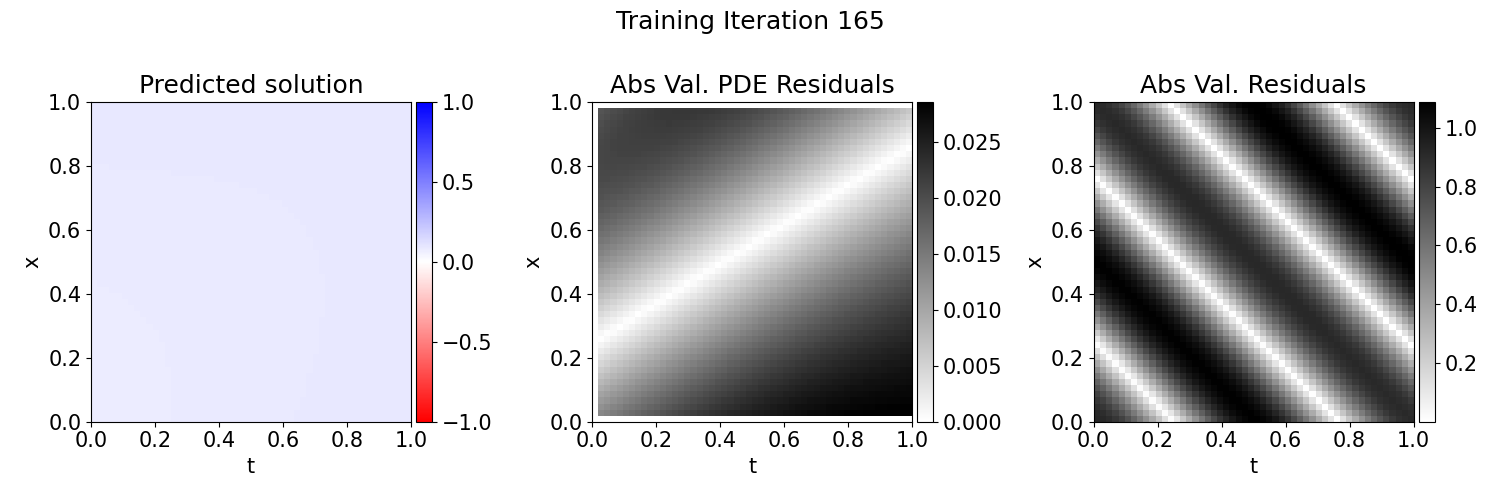 Training Iteration 165
Predicted solution
Abs Val. PDE Residuals
Abs Val. Residuals
1.0
0.8
0.6
0.4
0.2
0.0
x
0.0 0.2 0.4 0.6 0.8 1.0
t
1.0
0.5
0.0
−0.5
−1.0
1.0
0.8
0.6
0.4
0.2
0.0
x
0.0 0.2 0.4 0.6 0.8 1.0
t
0.025
0.020
0.015
0.010
0.005
0.000
1.0
0.8
0.6
0.4
0.2
0.0
x
0.0 0.2 0.4 0.6 0.8 1.0
t
1.0
0.8
0.6
0.4
0.2